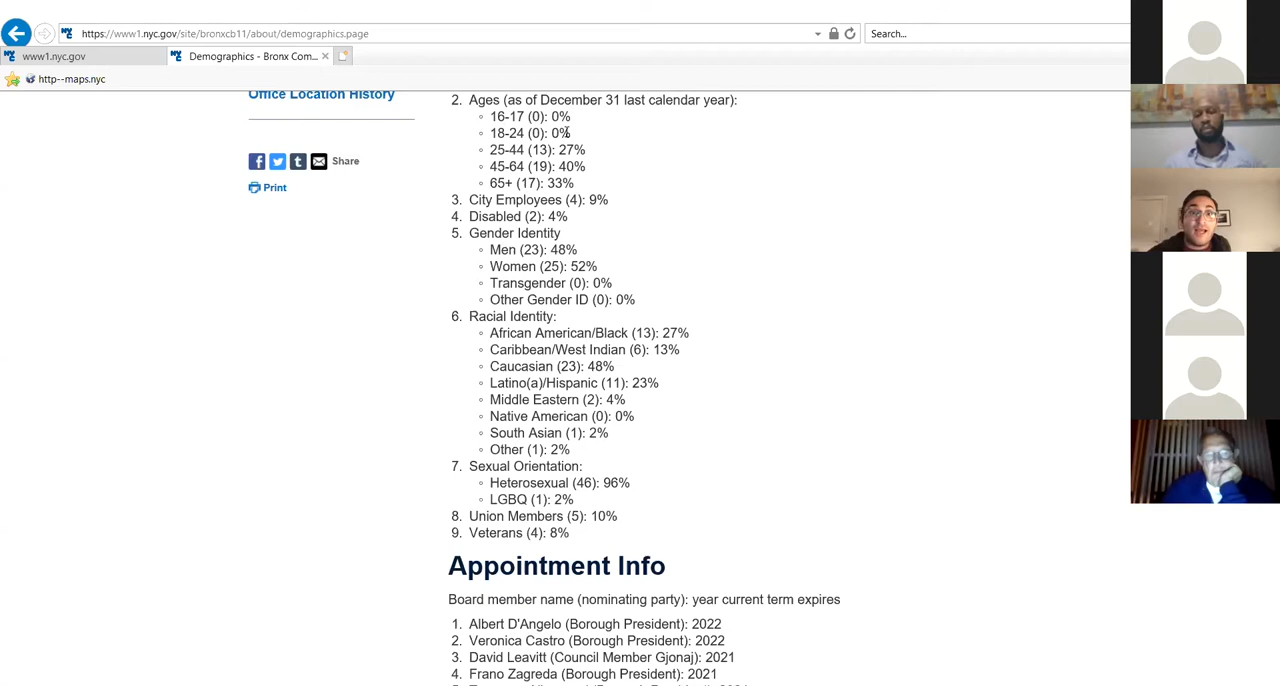 https://www1.nyc.gov/site/bronxcb11/about/demographics.page
Search...
www1.nyc.gov
Demographics - Bronx Com...
http--maps.nyc
Office Location History
Share
Print
2. Ages (as of December 31 last calendar year):
16-17 (0): 0%
18-24 (0): 0%
25-44 (13): 27%
45-64 (19): 40%
65+ (17): 33%
3. City Employees (4): 9%
4. Disabled (2): 4%
5. Gender Identity
Men (23): 48%
Women (25): 52%
Transgender (0): 0%
Other Gender ID (0): 0%
6. Racial Identity:
African American/Black (13): 27%
Caribbean/West Indian (6): 13%
Caucasian (23): 48%
Latino(a)/Hispanic (11): 23%
Middle Eastern (2): 4%
Native American (0): 0%
South Asian (1): 2%
Other (1): 2%
7. Sexual Orientation:
Heterosexual (46): 96%
LGBQ (1): 2%
8. Union Members (5): 10%
9. Veterans (4): 8%
Appointment Info
Board member name (nominating party): year current term expires
1. Albert D'Angelo (Borough President): 2022
2. Veronica Castro (Borough President): 2022
3. David Leavitt (Council Member Gjonaj): 2021
4. Frano Zagreda (Borough President): 2021